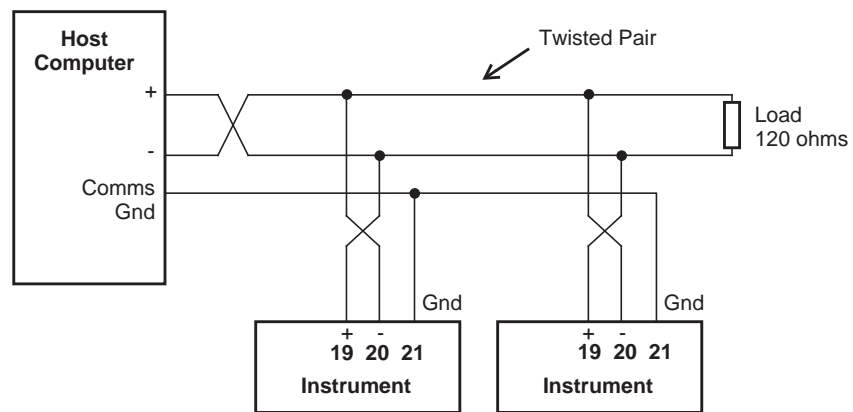 Host
Computer
Twisted Pair
+
-
Load
120 ohms
Comms
Gnd
Gnd
Gnd
+ -
19 20 21
Instrument
+ -
19 20 21
Instrument